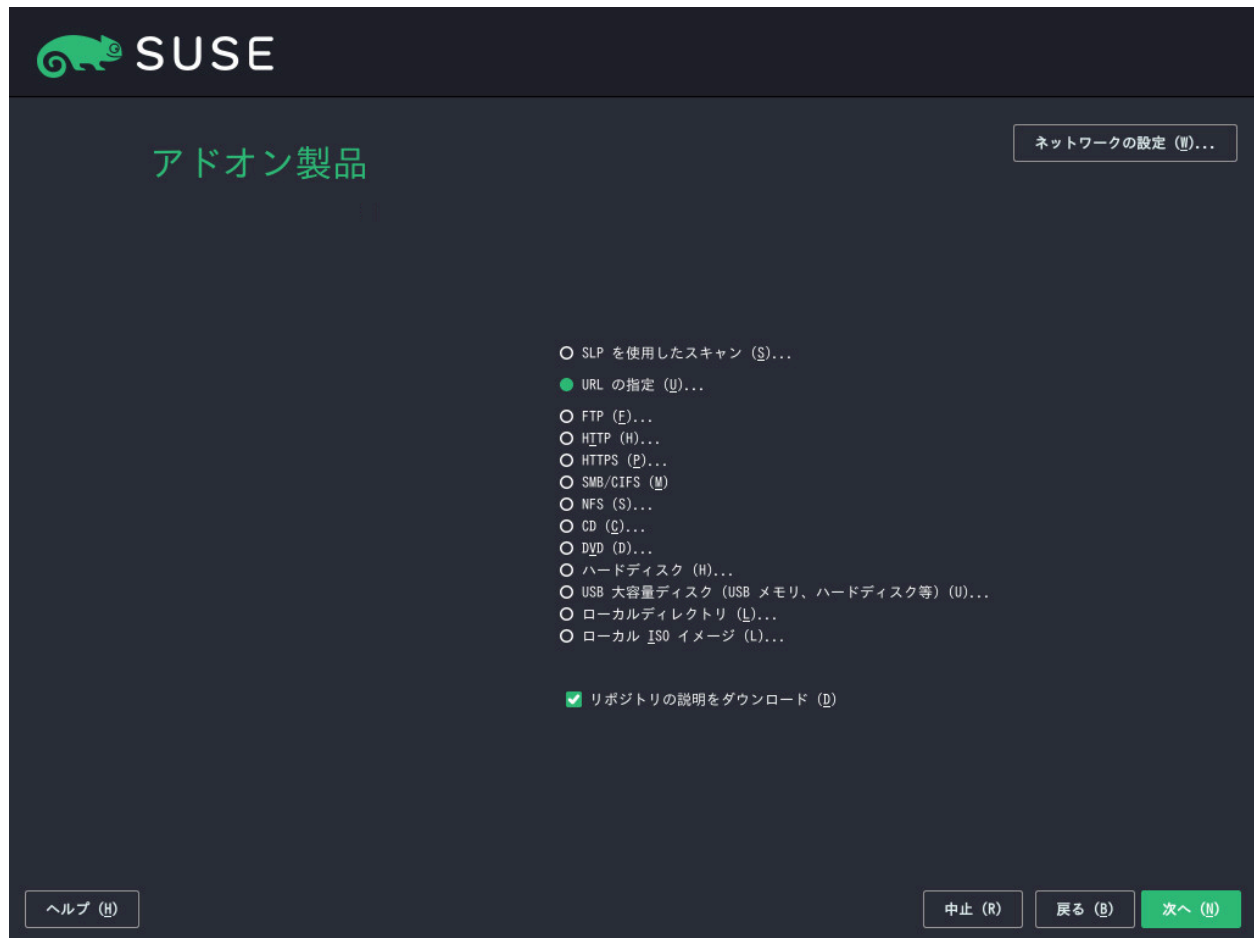 SUSE
アドオン製品
ネットワークの設定 (W)...
SLP を使用したスキャン (S)...
URL の指定 (U)...
FTP (F)...
HTTP (H)...
HTTPS (P)...
SMB/CIFS (M)
NFS (S)...
CD (C)...
DVD (D)...
ハードディスク (H)...
USB 大容量ディスク (USB メモリ、ハードディスク等) (U)...
ローカルディレクトリ (L)...
ローカル ISO イメージ (L)...
リポジトリの説明をダウンロード (D)
ヘルプ (H) 中止 (R) 戻る (B) 次へ (N)